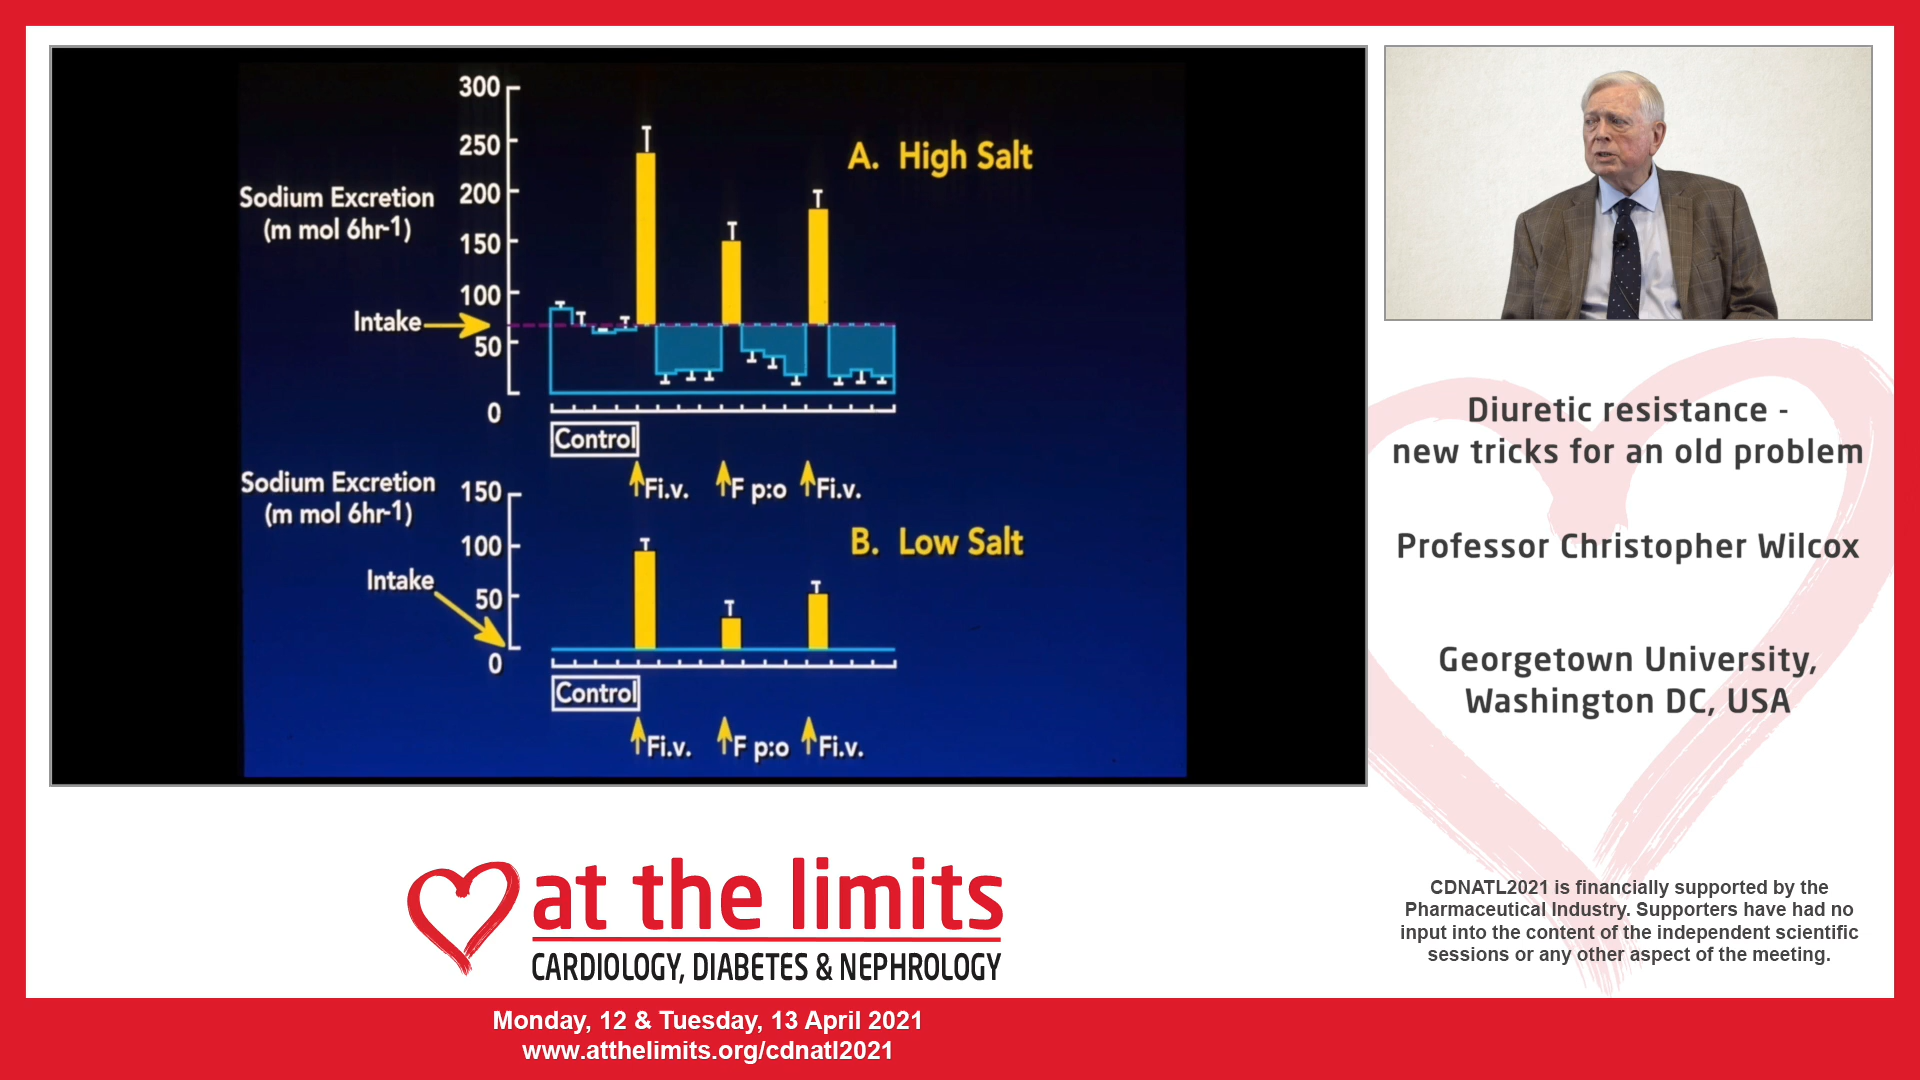 300
250
A. High Salt
Sodium Excretion
(m mol 6hr-1)
200
150
100
Intake
50
0
Control
Fi.v. F p:o Fi.v.
Sodium Excretion
(m mol 6hr-1)
150
B. Low Salt
100
Intake
50
0
Control
Fi.v. F p:o Fi.v.
Diuretic resistance -
new tricks for an old problem
Professor Christopher Wilcox
Georgetown University,
Washington DC, USA
CDNATL2021 is financially supported by the
Pharmaceutical Industry. Supporters have had no
input into the content of the independent scientific
sessions or any other aspect of the meeting.
at the limits
CARDIOLOGY, DIABETES & NEPHROLOGY
Monday, 12 & Tuesday, 13 April 2021
www.atthelimits.org/cdnatl2021